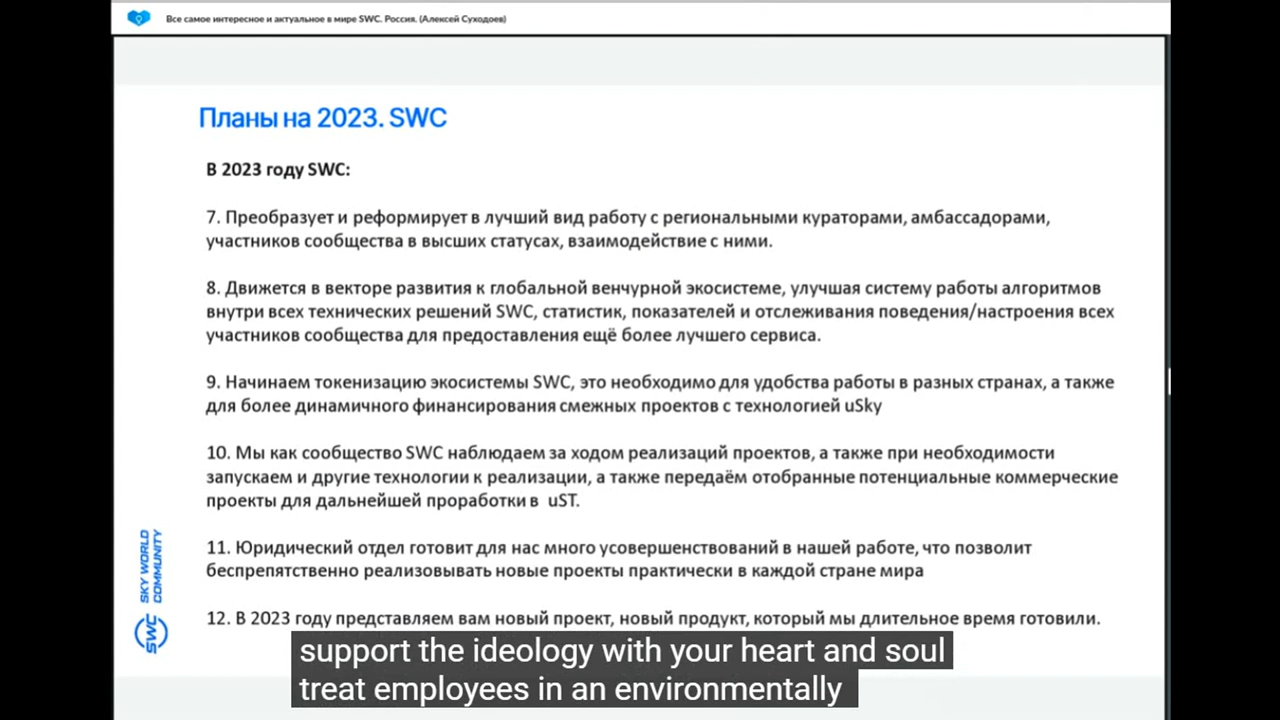 Все самое интересное и актуальное в мире SWC. Россия. (Алексей Суходоев)
Планы на 2023. SWC
В 2023 году SWC:
7. Преобразует и реформирует в лучший вид работу с региональными кураторами, амбассадорами,
участников сообщества в высших статусах, взаимодействие с ними.
8. Движется в векторе развития к глобальной венчурной экосистеме, улучшая систему работы алгоритмов
внутри всех технических решений SWC, статистик, показателей и отслеживания поведения/настроения всех
участников сообщества для предоставления ещё более лучшего сервиса.
9. Начинаем токенизацию экосистемы SWC, это необходимо для удобства работы в разных странах, а также
для более динамичного финансирования смежных проектов с технологией uSky
10. Мы как сообщество SWC наблюдаем за ходом реализаций проектов, а также при необходимости
запускаем и другие технологии к реализации, а также передаём отобранные потенциальные коммерческие
проекты для дальнейшей проработки в uST.
11. Юридический отдел готовит для нас много усовершенствований в нашей работе, что позволит
беспрепятственно реализовывать новые проекты практически в каждой стране мира
12. В 2023 году представляем вам новый проект, новый продукт, который мы длительное время готовили.
SWC
SKY WORLD
COMMUNITY
support the ideology with your heart and soul
treat employees in an environmentally